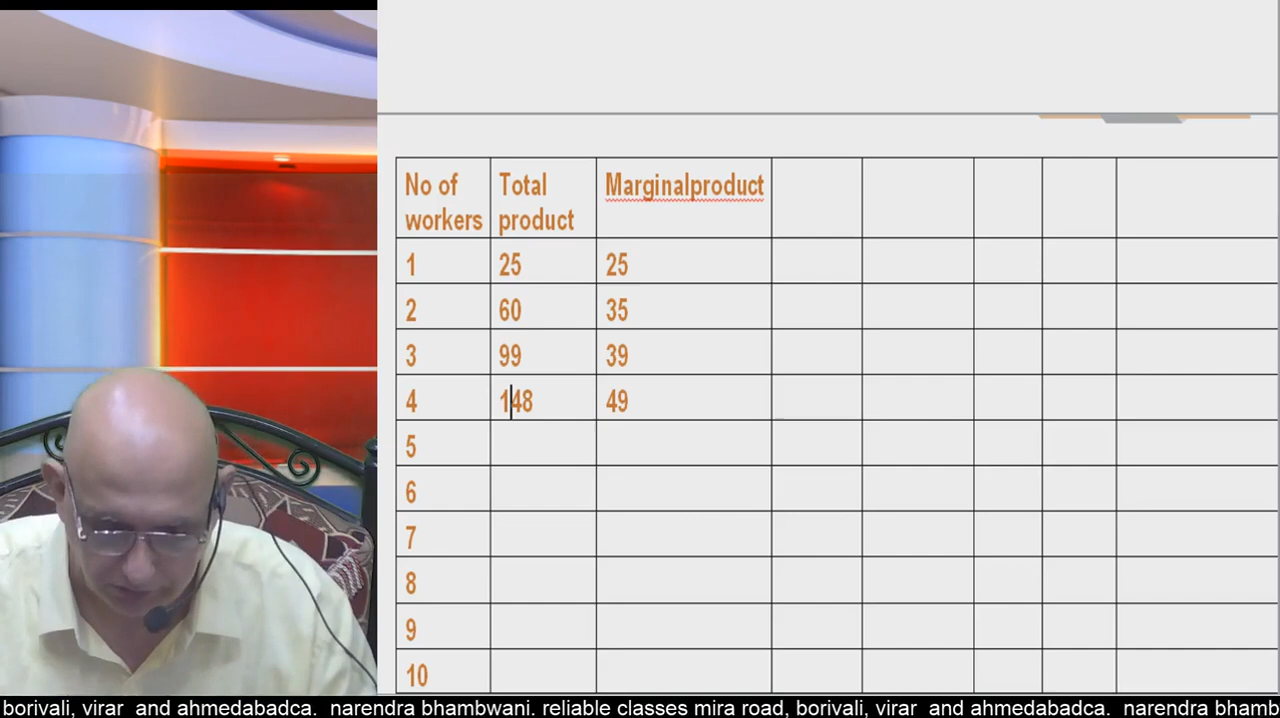 No of workers Total product Marginalproduct
1 25 25
2 60 35
3 99 39
4 148 49
5
6
7
8
9
10
borivali, virar and ahmedabadca. narendra bhambwani. reliable classes mira road, borivali, virar and ahmedabadca. narendra bhamb